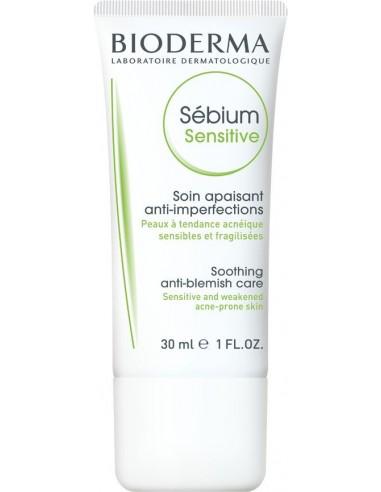 BIODERMA
LABORATOIRE DERMATOLOGIQUE
Sébium
Sensitive
Soin apaisant
anti-imperfections
Peaux à tendance acnéique
sensibles et fragilisées
Soothing
anti-blemish care
Sensitive and weakened
acne-prone skin
30 ml e 1 FL.OZ.